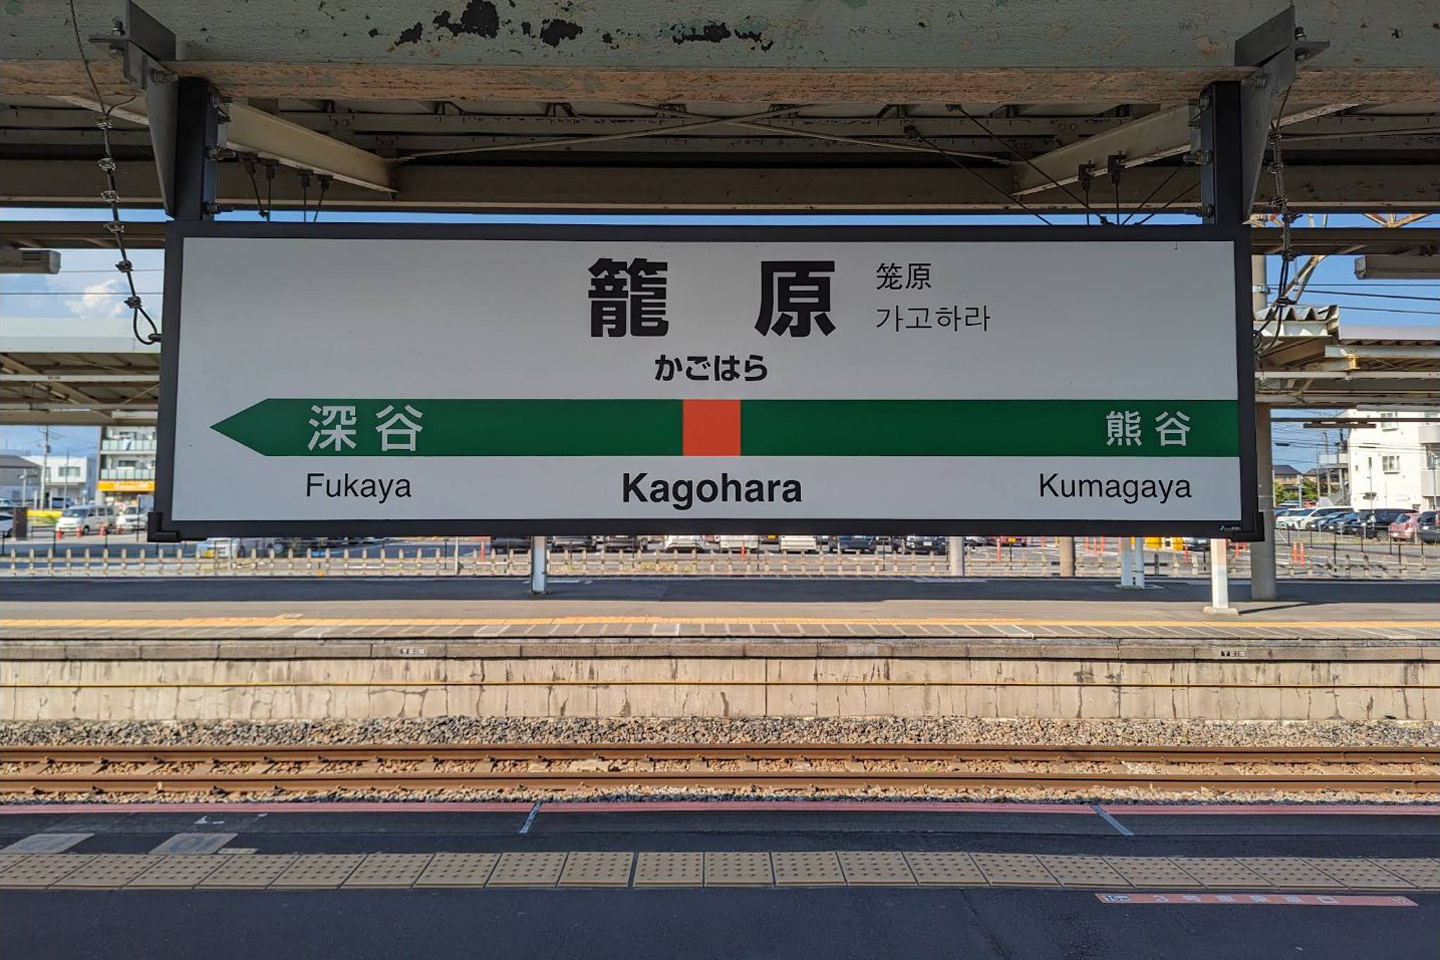 籠 原
笼原
가고하라
かごはら
深谷
熊谷
Fukaya
Kagohara
Kumagaya